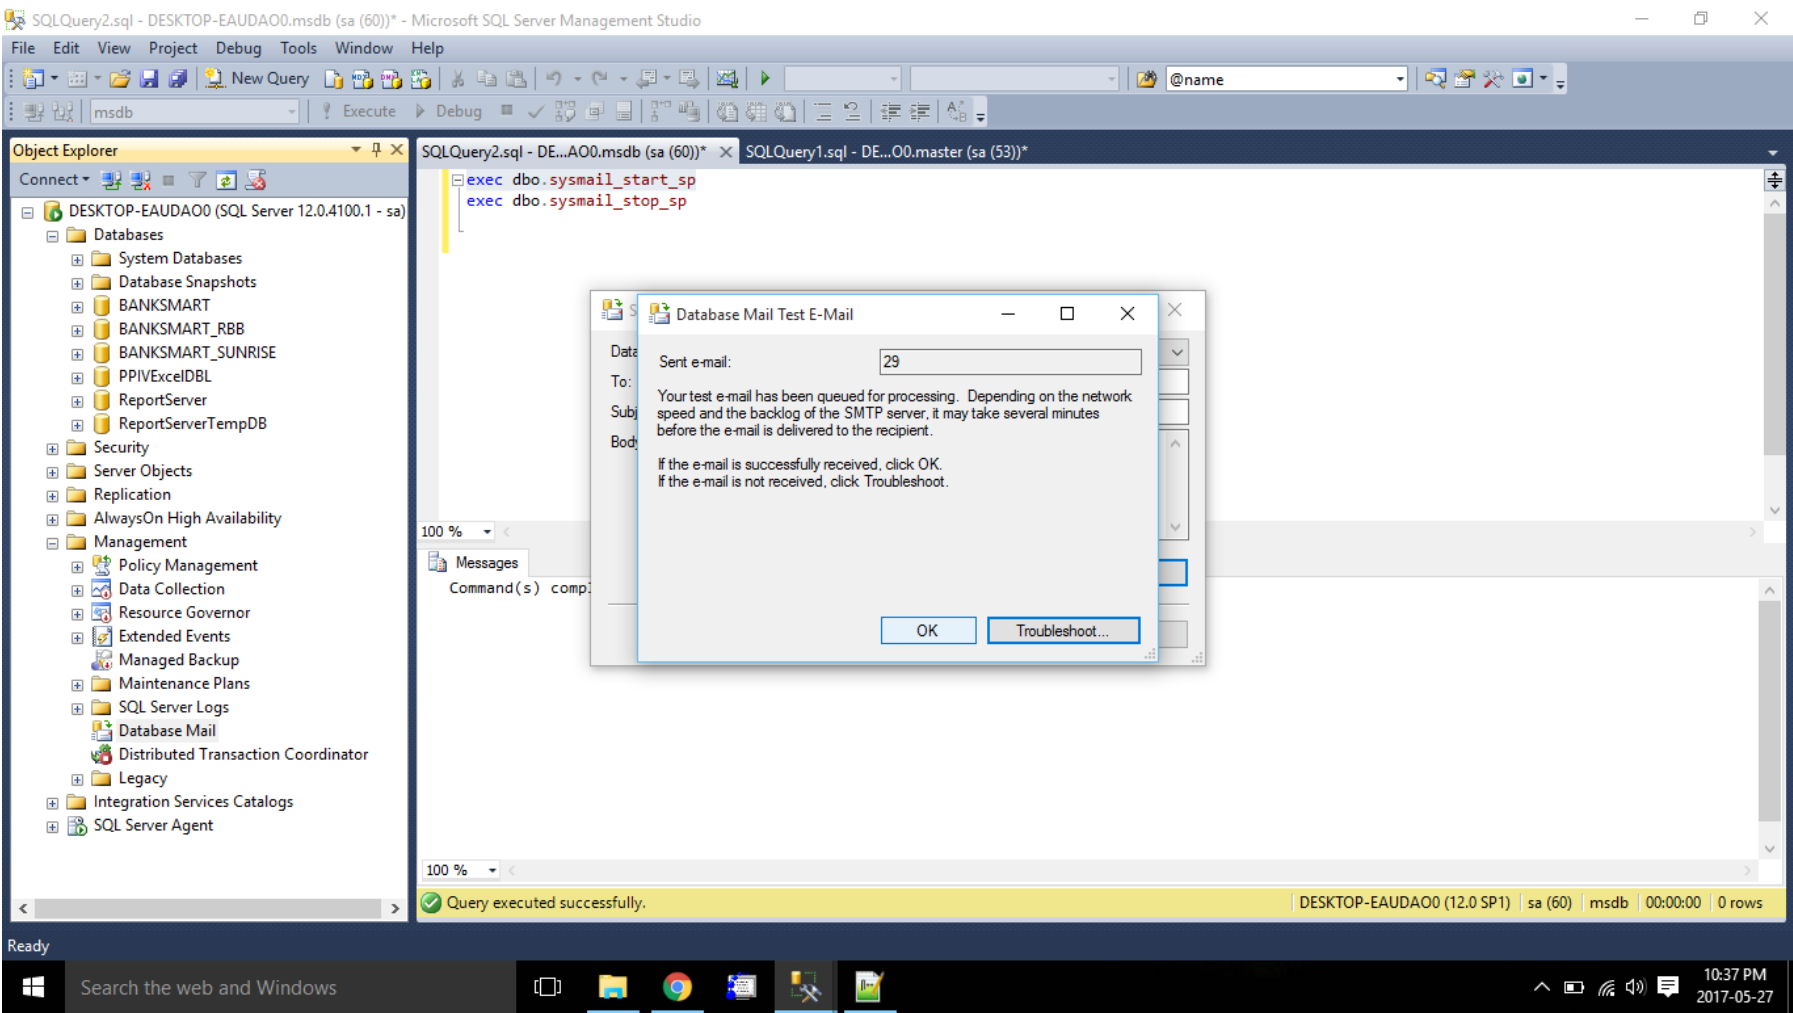 SQLQuery2.sql - DESKTOP-EAUDAO0.msdb (sa (60))* - Microsoft SQL Server Management Studio
File Edit View Project Debug Tools Window Help
New Query
@name
msdb
Execute
Debug
Object Explorer
SQLQuery2.sql - DE...AO0.msdb (sa (60))*
SQLQuery1.sql - DE...O0.master (sa (53))*
Connect
exec dbo.sysmail_start_sp
exec dbo.sysmail_stop_sp
DESKTOP-EAUDAO0 (SQL Server 12.0.4100.1 - sa)
Databases
System Databases
Database Snapshots
BANKSMART
BANKSMART_RBB
BANKSMART_SUNRISE
PPIVExcelDBL
ReportServer
ReportServerTempDB
Security
Server Objects
Replication
AlwaysOn High Availability
Management
Policy Management
Data Collection
Resource Governor
Extended Events
Managed Backup
Maintenance Plans
SQL Server Logs
Database Mail
Distributed Transaction Coordinator
Legacy
Integration Services Catalogs
SQL Server Agent
S
Data
To:
Subj
Body
Database Mail Test E-Mail
Sent e-mail:
29
Your test e-mail has been queued for processing. Depending on the network
speed and the backlog of the SMTP server, it may take several minutes
before the e-mail is delivered to the recipient.
If the e-mail is successfully received, click OK.
If the e-mail is not received, click Troubleshoot.
OK
Troubleshoot...
100 %
Messages
Command(s) comp
100 %
Query executed successfully.
DESKTOP-EAUDAO0 (12.0 SP1)
sa (60)
msdb
00:00:00
0 rows
Ready
Search the web and Windows
10:37 PM
2017-05-27